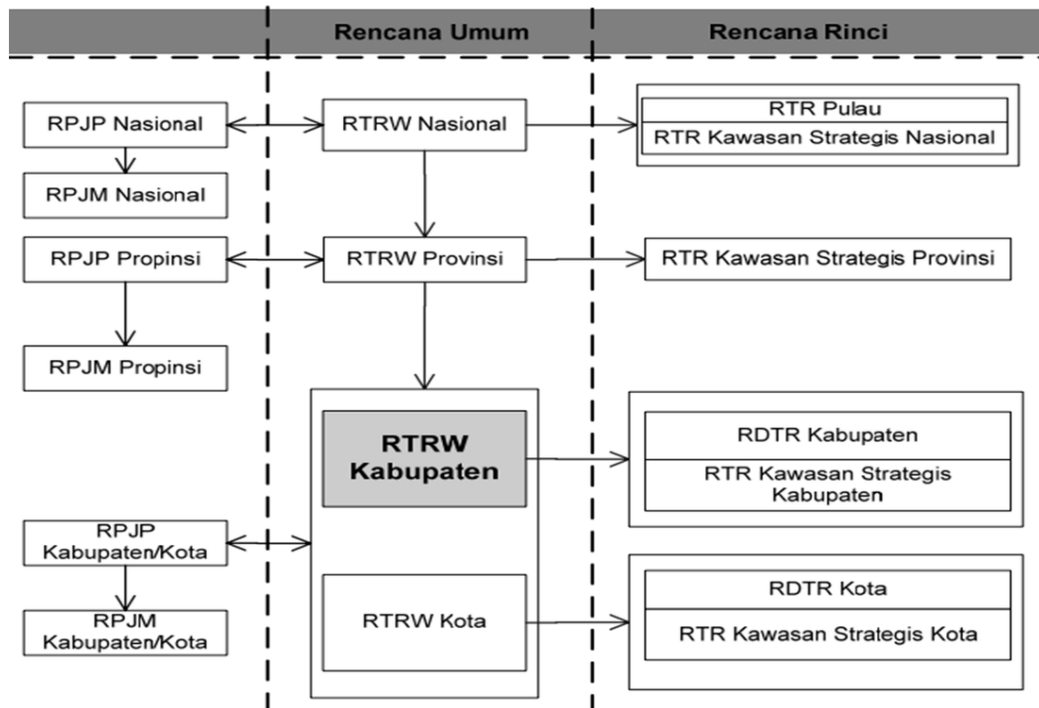 Rencana Umum
Rencana Rinci
RPJP Nasional
RTRW Nasional
RTR Pulau
RTR Kawasan Strategis Nasional
RPJM Nasional
RPJP Propinsi
RTRW Provinsi
RTR Kawasan Strategis Provinsi
RPJM Propinsi
RTRW
Kabupaten
RDTR Kabupaten
RTR Kawasan Strategis
Kabupaten
RPJP
Kabupaten/Kota
RPJM
Kabupaten/Kota
RTRW Kota
RDTR Kota
RTR Kawasan Strategis Kota